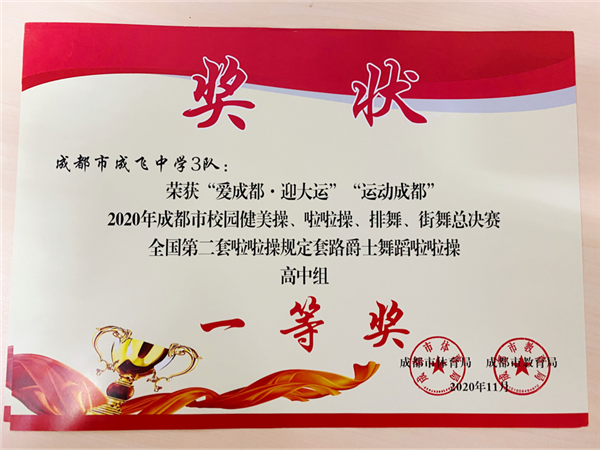 奖 状
成都市成飞中学3队：
荣获“爱成都·迎大运”“运动成都”
2020年成都市校园健美操、啦啦操、排舞、街舞总决赛
全国第二套啦啦操规定套路爵士舞蹈啦啦操
高中组
一等奖
成都市体育局 成都市教育局
2020年11月